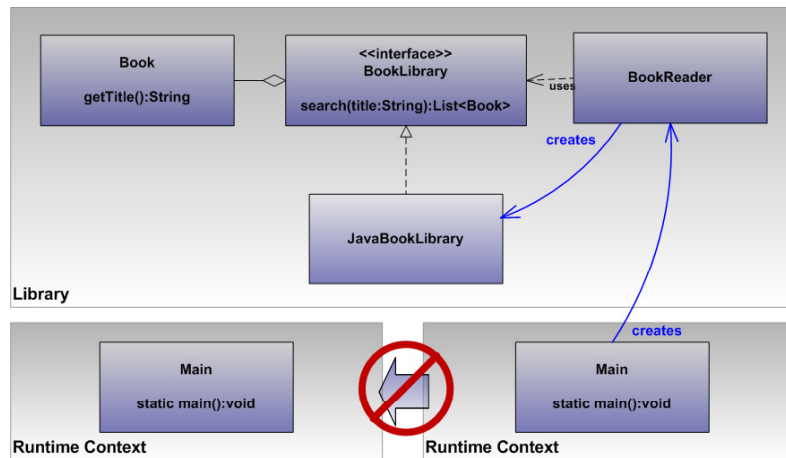 Book
getTitle():String
<<interface>>
BookLibrary
search(title:String):List<Book>
uses
BookReader
creates
JavaBookLibrary
Library
creates
Main
static main():void
Runtime Context
Main
static main():void
Runtime Context